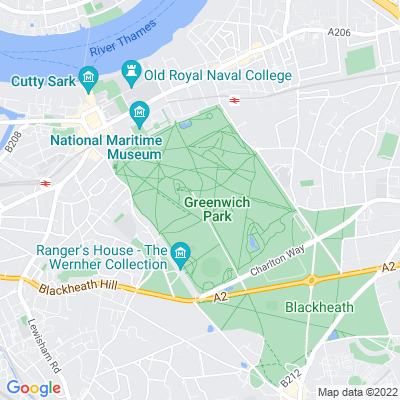 River Thames
A206
Cutty Sark
Old Royal Naval College
B208
National Maritime
Museum
Greenwich
Park
Ranger's House - The
Wernher Collection
Charlton Way
A2
Blackheath Hill
A2
Blackheath
Lewisham Rd
B212
Google
Map data ©2022